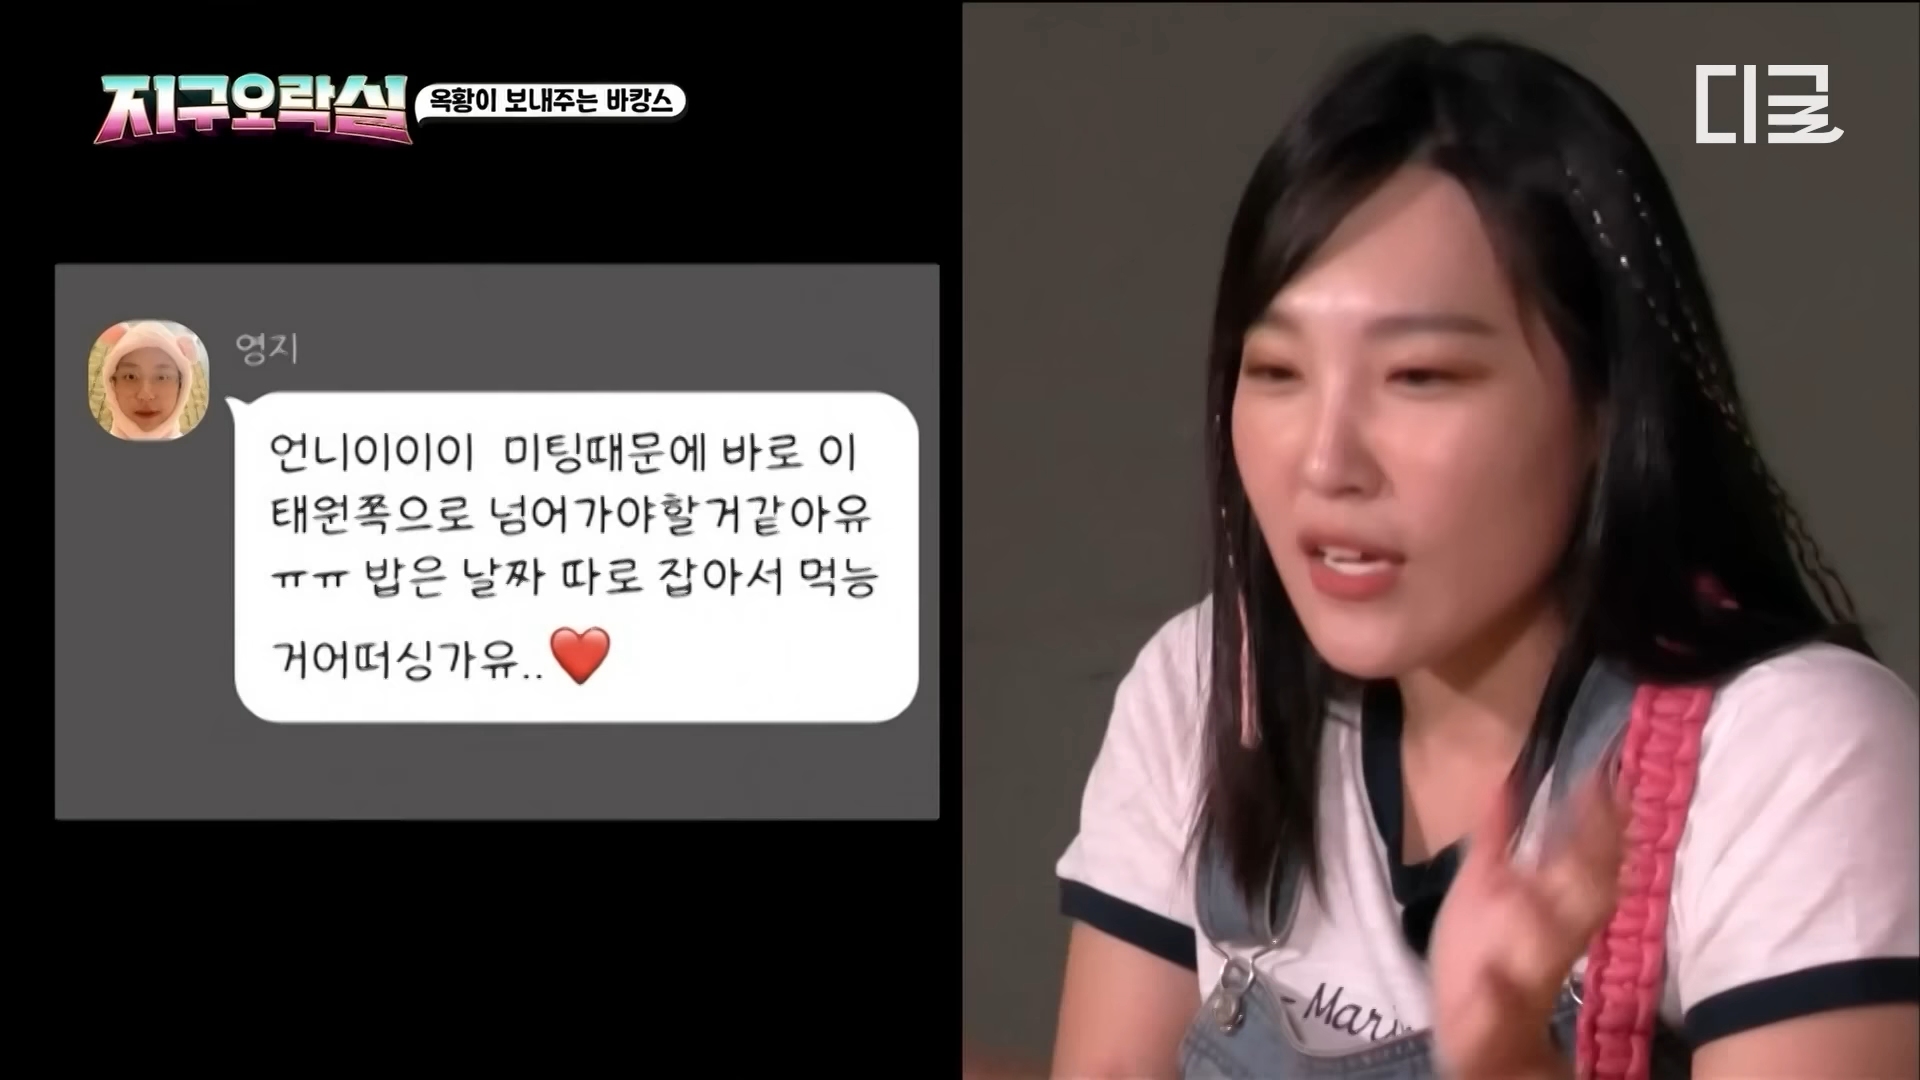 지구오락실
옥황이 보내주는 바캉스
디글
영지
언니이이이 미팅때문에 바로 이
태원쪽으로 넘어가야할거같아유
ㅠㅠ 밥은 날짜 따로 잡아서 먹능
거어떠싱가유..❤️